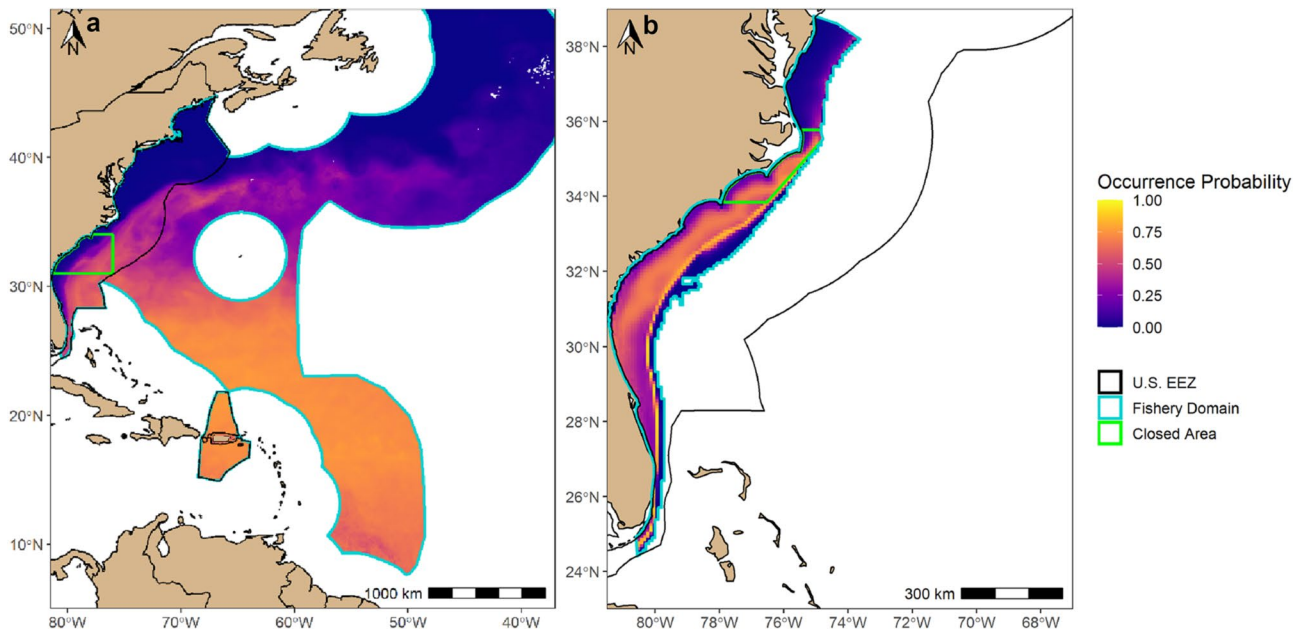 a
50°N
40°N
30°N
20°N
10°N
80°W
70°W
60°W
50°W
40°W
1000 km
b
38°N
36°N
34°N
32°N
30°N
28°N
26°N
24°N
80°W
78°W
76°W
74°W
72°W
70°W
68°W
300 km
Occurrence Probability
1.00
0.75
0.50
0.25
0.00
U.S. EEZ
Fishery Domain
Closed Area